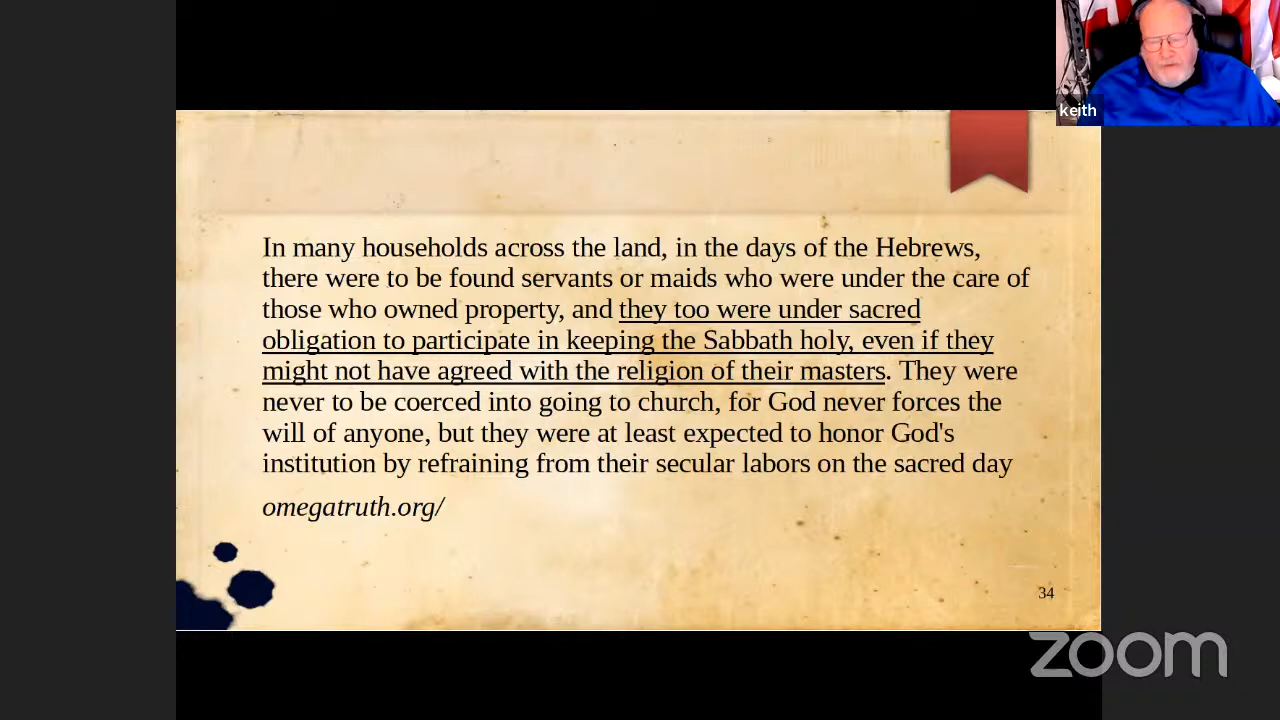 keith
In many households across the land, in the days of the Hebrews,
there were to be found servants or maids who were under the care of
those who owned property, and they too were under sacred
obligation to participate in keeping the Sabbath holy, even if they
might not have agreed with the religion of their masters. They were
never to be coerced into going to church, for God never forces the
will of anyone, but they were at least expected to honor God's
institution by refraining from their secular labors on the sacred day
omegatruth.org/
34
zoom